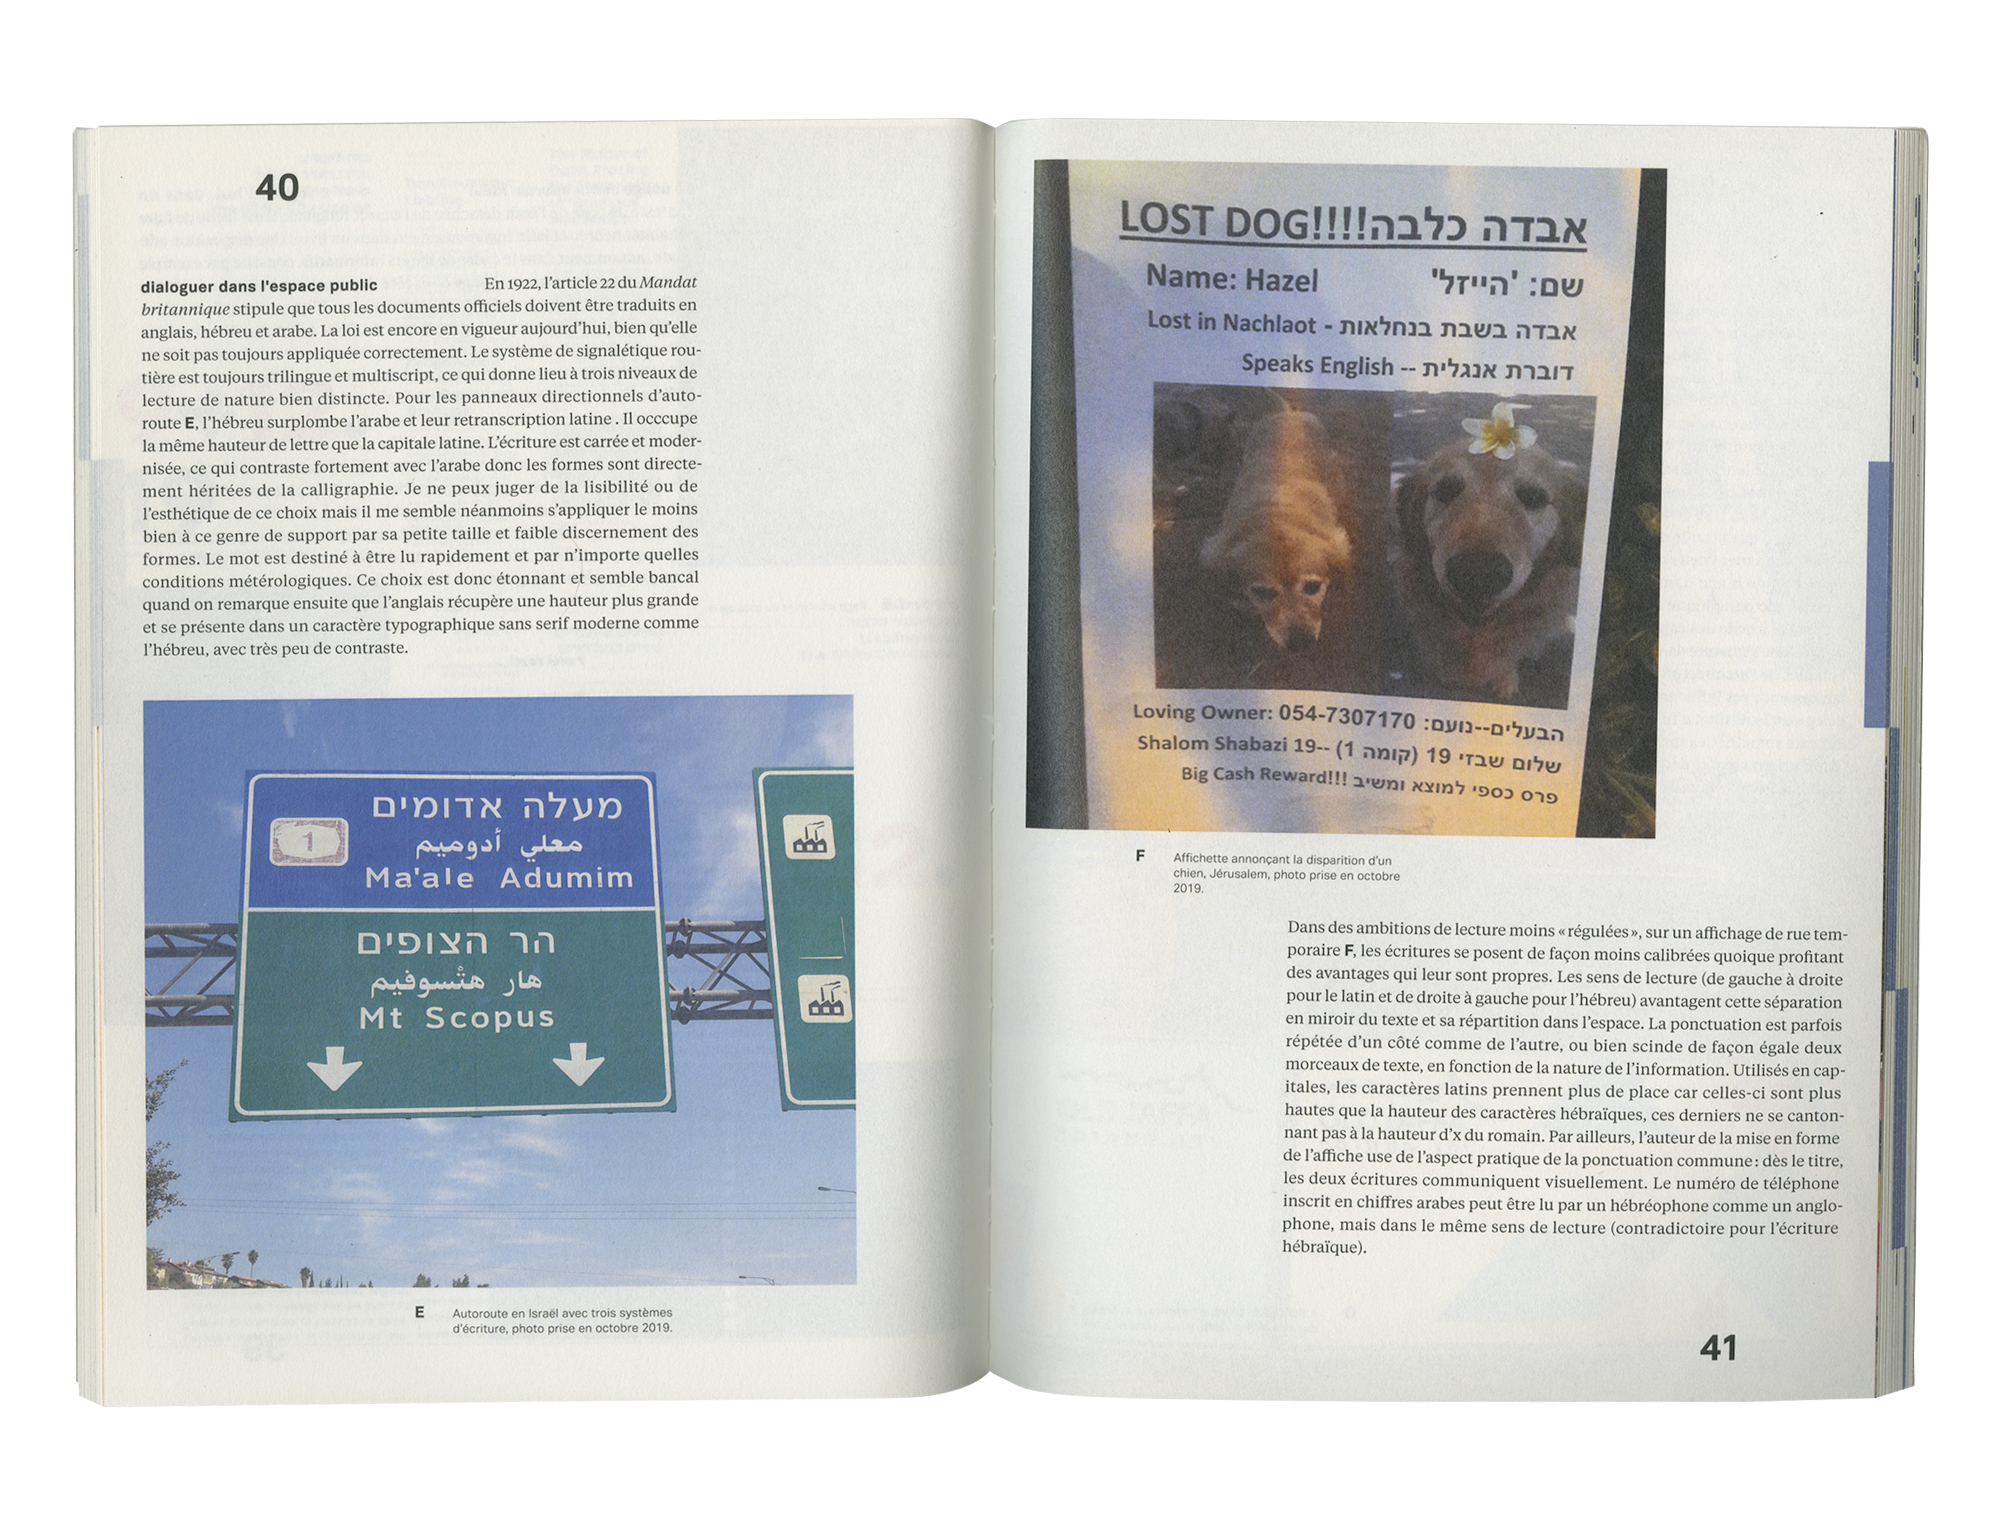 40
dialoguer dans l'espace public En 1922, l’article 22 du Mandat
britannique stipule que tous les documents officiels doivent être traduits en
anglais, hébreu et arabe. La loi est encore en vigueur aujourd’hui, bien qu’elle
ne soit pas toujours appliquée correctement. Le système de signalétique rou-
tière est toujours trilingue et multiscript, ce qui donne lieu à trois niveaux de
lecture de nature bien distincte. Pour les panneaux directionnels d’auto-
route E, l’hébreu surplombe l’arabe et leur retranscription latine . Il occcupe
la même hauteur de lettre que la capitale latine. L’écriture est carrée et moder-
nisée, ce qui contraste fortement avec l’arabe donc les formes sont directe-
ment héritées de la calligraphie. Je ne peux juger de la lisibilité ou de
l’esthétique de ce choix mais il me semble néanmoins s’appliquer le moins
bien à ce genre de support par sa petite taille et faible discernement des
formes. Le mot est destiné à être lu rapidement et par n’importe quelles
conditions métérologiques. Ce choix est donc étonnant et semble bancal
quand on remarque ensuite que l’anglais récupère une hauteur plus grande
et se présente dans un caractère typographique sans serif moderne comme
l’hébreu, avec très peu de contraste.
1
מעלה אדומים
معلي أدوميم
Ma'ale Adumim
הר הצופים
هار هتْسوفيم
Mt Scopus
E Autoroute en Israël avec trois systèmes
d’écriture, photo prise en octobre 2019.
LOST DOG!!!!אבדה כלבה
Name: Hazel שם: 'הייזל'
Lost in Nachlaot - אבדה בשבת בנחלאות
Speaks English -- דוברת אנגלית
Loving Owner: 054-7307170 :הבעלים--נועם
Shalom Shabazi 19-- שלום שבזי 19 (קומה 1)
Big Cash Reward!!! פרס כספי למוצא ומשיב
F Affichette annonçant la disparition d’un
chien, Jérusalem, photo prise en octobre
2019.
Dans des ambitions de lecture moins « régulées », sur un affichage de rue tem-
poraire F, les écritures se posent de façon moins calibrées quoique profitant
des avantages qui leur sont propres. Les sens de lecture (de gauche à droite
pour le latin et de droite à gauche pour l’hébreu) avantagent cette séparation
en miroir du texte et sa répartition dans l’espace. La ponctuation est parfois
répétée d’un côté comme de l’autre, ou bien scinde de façon égale deux
morceaux de texte, en fonction de la nature de l’information. Utilisés en cap-
itales, les caractères latins prennent plus de place car celles-ci sont plus
hautes que la hauteur des caractères hébraïques, ces derniers ne se canton-
nant pas à la hauteur d’x du romain. Par ailleurs, l’auteur de la mise en forme
de l’affiche use de l’aspect pratique de la ponctuation commune : dès le titre,
les deux écritures communiquent visuellement. Le numéro de téléphone
inscrit en chiffres arabes peut être lu par un hébréophone comme un anglo-
phone, mais dans le même sens de lecture (contradictoire pour l’écriture
hébraïque).
41